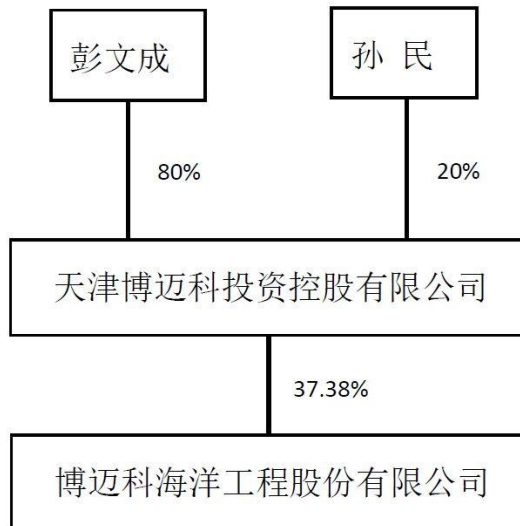 彭文成
孙 民
80%
20%
天津博迈科投资控股有限公司
37.38%
博迈科海洋工程股份有限公司